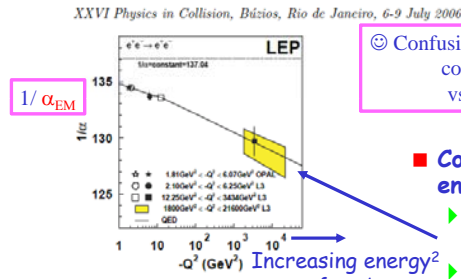 XXVI Physics in Collision, Búzios, Rio de Janeiro, 6-9 July 2006
☺ Confusi
co
vs
1/ α_EM
e⁺e⁻ → e⁺e⁻
LEP
1/α=constant=137.04
1/α
135
130
125
☆ ★ 1.81GeV² < -Q² < 6.07GeV² OPAL
○ ● 2.10GeV² < -Q² < 6.25GeV² L3
□ ■ 12.25GeV² < -Q² < 3434GeV² L3
1800GeV² < -Q² < 21600GeV² L3
QED
1 10 10² 10³ 10⁴
-Q² (GeV²)
■ Co
en
Increasing energy²